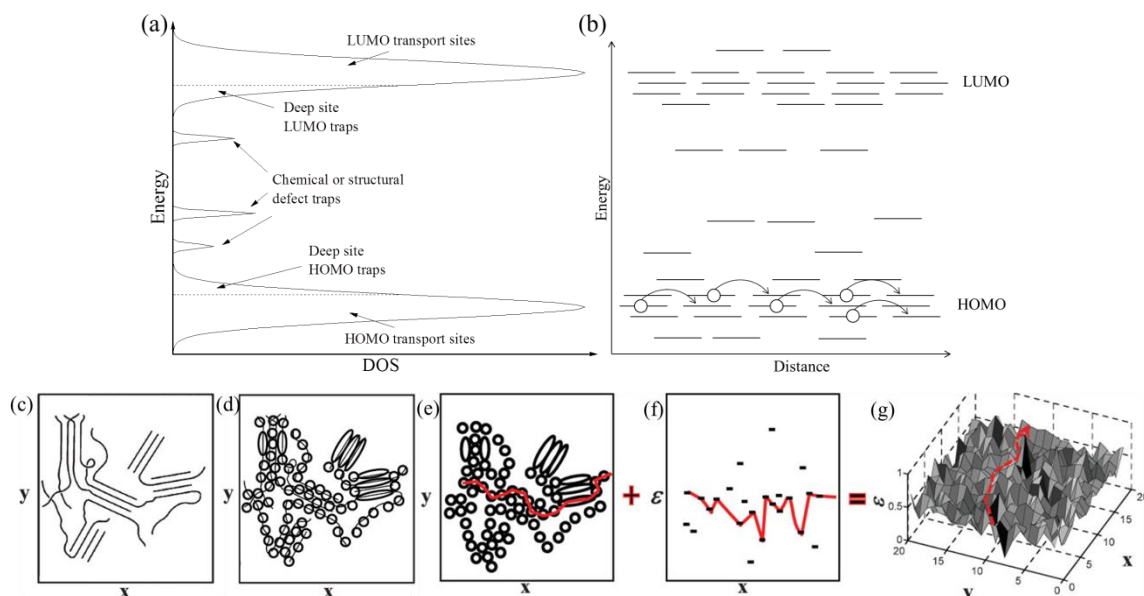 (a)
LUMO transport sites
Deep site
LUMO traps
Chemical or structural
defect traps
Deep site
HOMO traps
HOMO transport sites
Energy
DOS
(b)
LUMO
HOMO
Energy
Distance
(c)
y
x
(d)
y
x
(e)
y
x
+
(f)
ε
x
=
(g)
ε
1
0.5
0
20
15
10
5
0
y
20
15
10
5
0
x